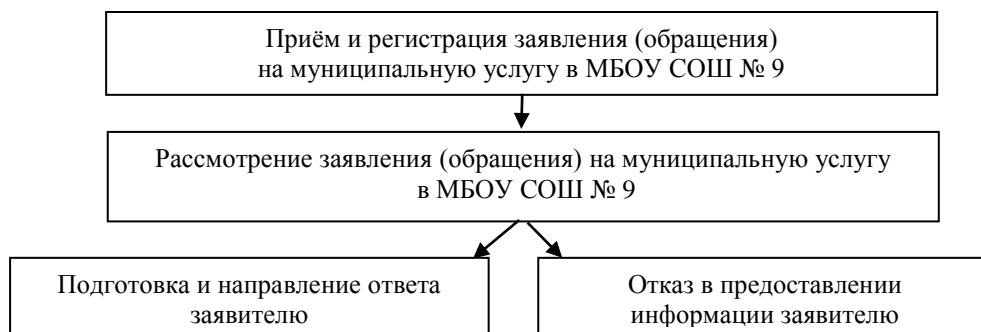 Приём и регистрация заявления (обращения)
на муниципальную услугу в МБОУ СОШ № 9
Рассмотрение заявления (обращения) на муниципальную услугу
в МБОУ СОШ № 9
Подготовка и направление ответа
заявителю
Отказ в предоставлении
информации заявителю